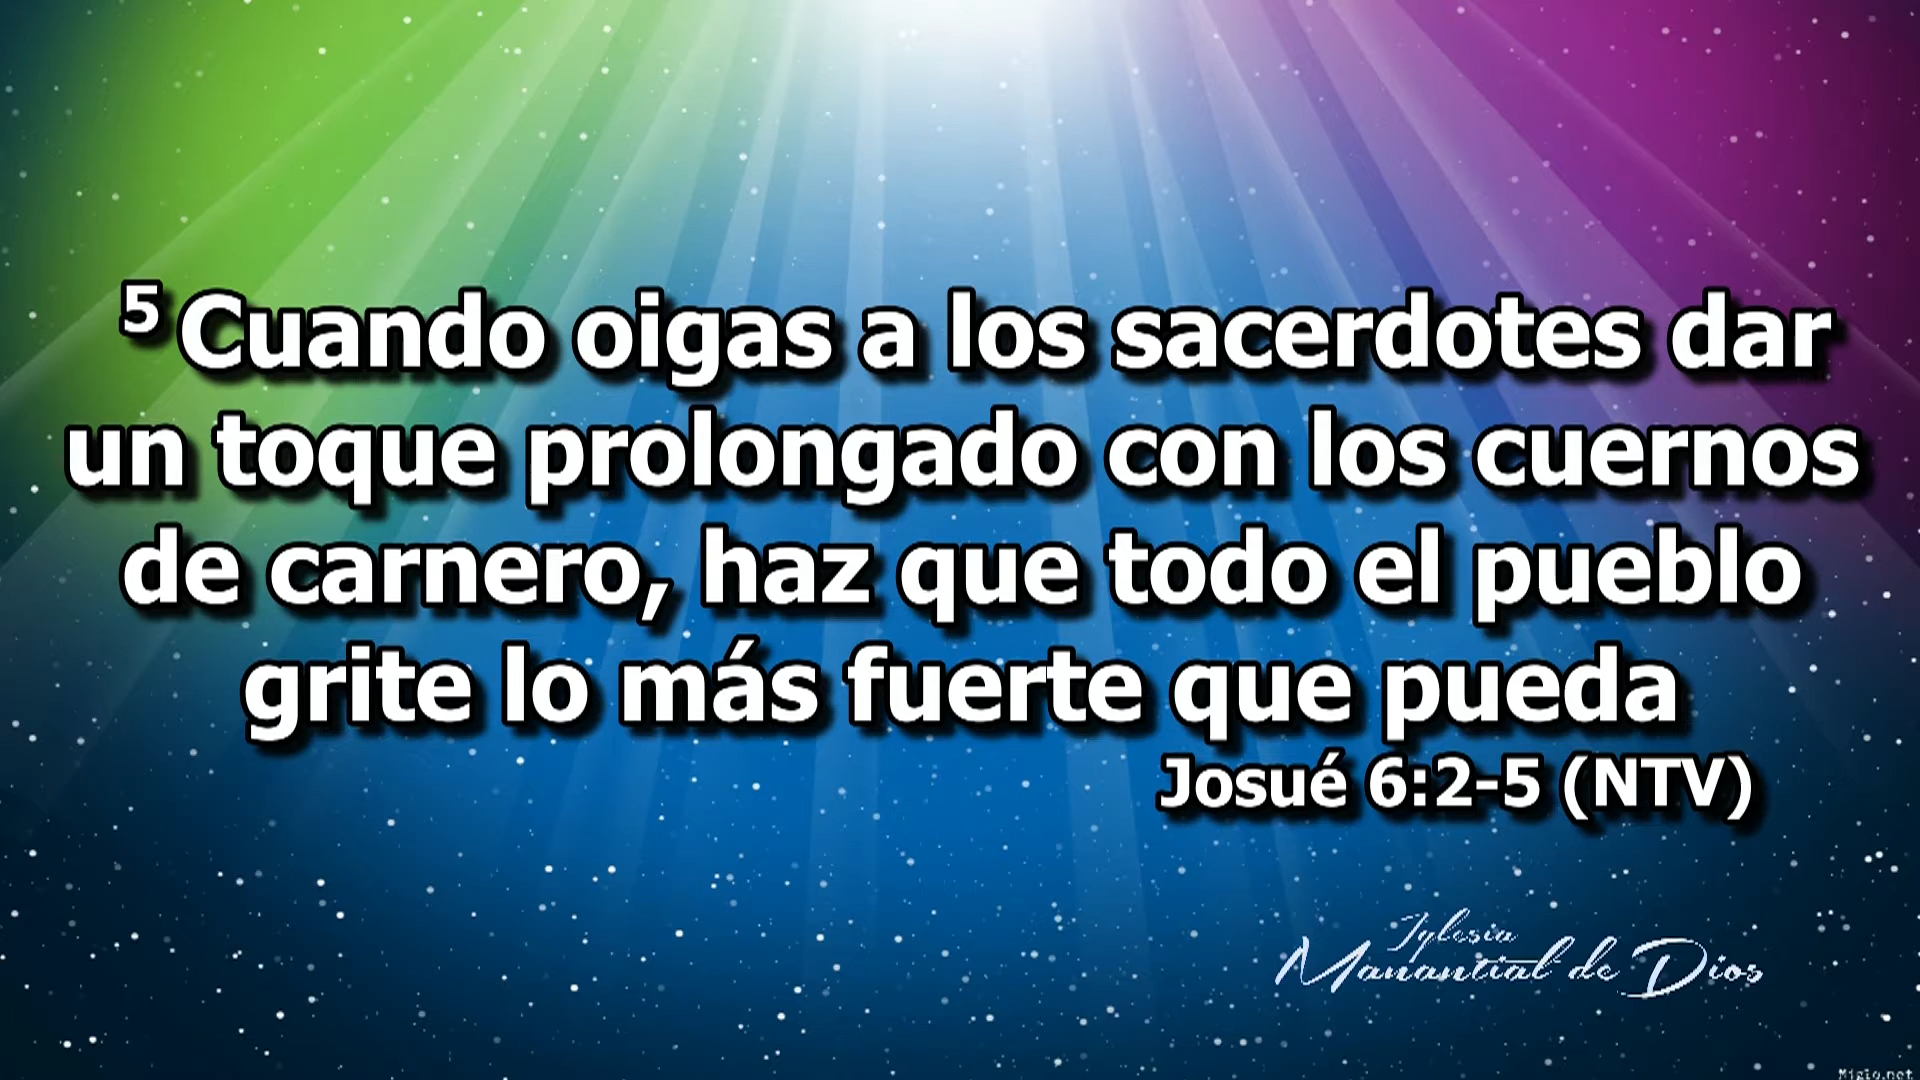 5 Cuando oigas a los sacerdotes dar
un toque prolongado con los cuernos
de carnero, haz que todo el pueblo
grite lo más fuerte que pueda
Josué 6:2-5 (NTV)
Iglesia
Manantial de Dios